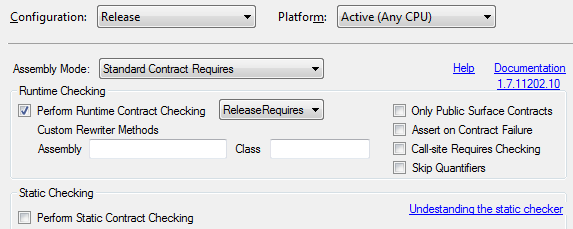 Configuration: Release Platform: Active (Any CPU)
Assembly Mode: Standard Contract Requires Help Documentation
1.7.11202.10
Runtime Checking
Perform Runtime Contract Checking ReleaseRequires Only Public Surface Contracts
Custom Rewriter Methods Assert on Contract Failure
Assembly Class Call-site Requires Checking
Skip Quantifiers
Static Checking
Undestanding the static checker
Perform Static Contract Checking